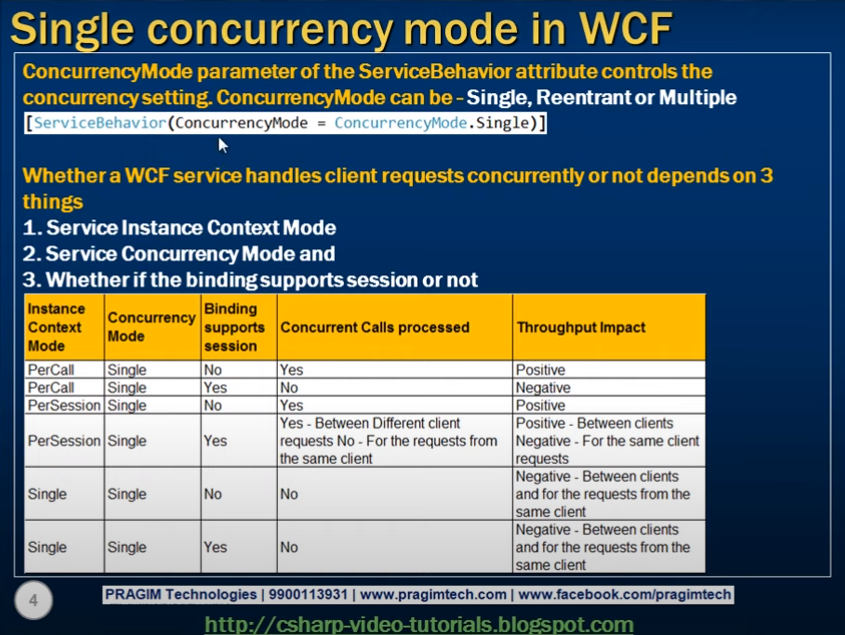 Single concurrency mode in WCF
ConcurrencyMode parameter of the ServiceBehavior attribute controls the
concurrency setting. ConcurrencyMode can be - Single, Reentrant or Multiple
[ServiceBehavior(ConcurrencyMode = ConcurrencyMode.Single)]
Whether a WCF service handles client requests concurrently or not depends on 3
things
1. Service Instance Context Mode
2. Service Concurrency Mode and
3. Whether if the binding supports session or not
Instance Context Mode | Concurrency Mode | Binding supports session | Concurrent Calls processed | Throughput Impact
PerCall | Single | No | Yes | Positive
PerCall | Single | Yes | No | Negative
PerSession | Single | No | Yes | Positive
PerSession | Single | Yes | Yes - Between Different client requests No - For the requests from the same client | Positive - Between clients Negative - For the same client requests
Single | Single | No | No | Negative - Between clients and for the requests from the same client
Single | Single | Yes | No | Negative - Between clients and for the requests from the same client
4
PRAGIM Technologies | 9900113931 | www.pragimtech.com | www.facebook.com/pragimtech
http://csharp-video-tutorials.blogspot.com